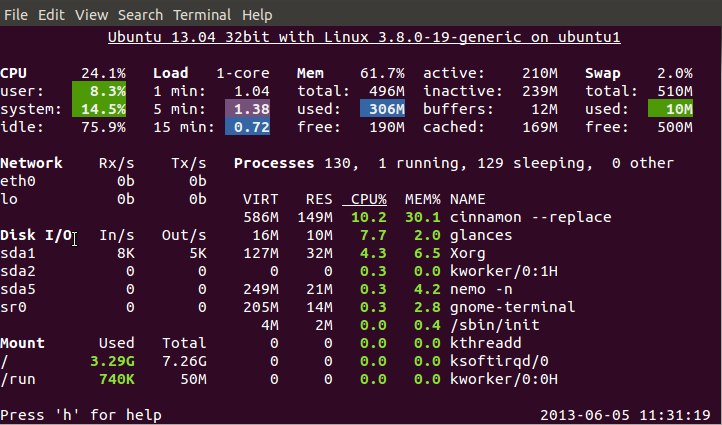 File Edit View Search Terminal Help
Ubuntu 13.04 32bit with Linux 3.8.0-19-generic on ubuntu1
CPU 24.1% Load 1-core Mem 61.7% active: 210M Swap 2.0%
user: 8.3% 1 min: 1.04 total: 496M inactive: 239M total: 510M
system: 14.5% 5 min: 1.38 used: 306M buffers: 12M used: 10M
idle: 75.9% 15 min: 0.72 free: 190M cached: 169M free: 500M
Network Rx/s Tx/s Processes 130, 1 running, 129 sleeping, 0 other
eth0 0b 0b
lo 0b 0b VIRT RES CPU% MEM% NAME
586M 149M 10.2 30.1 cinnamon --replace
Disk I/O In/s Out/s 16M 10M 7.7 2.0 glances
sda1 8K 5K 127M 32M 4.3 6.5 Xorg
sda2 0 0 0 0 0.3 0.0 kworker/0:1H
sda5 0 0 249M 21M 0.3 4.2 nemo -n
sr0 0 0 205M 14M 0.3 2.8 gnome-terminal
4M 2M 0.0 0.4 /sbin/init
Mount Used Total 0 0 0.0 0.0 kthreadd
/ 3.29G 7.26G 0 0 0.0 0.0 ksoftirqd/0
/run 740K 50M 0 0 0.0 0.0 kworker/0:0H
Press 'h' for help 2013-06-05 11:31:19